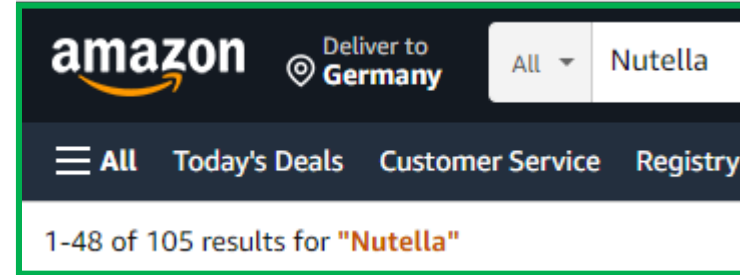 amazon
Deliver to
Germany
All
Nutella
All Today's Deals Customer Service Registry
1-48 of 105 results for "Nutella"